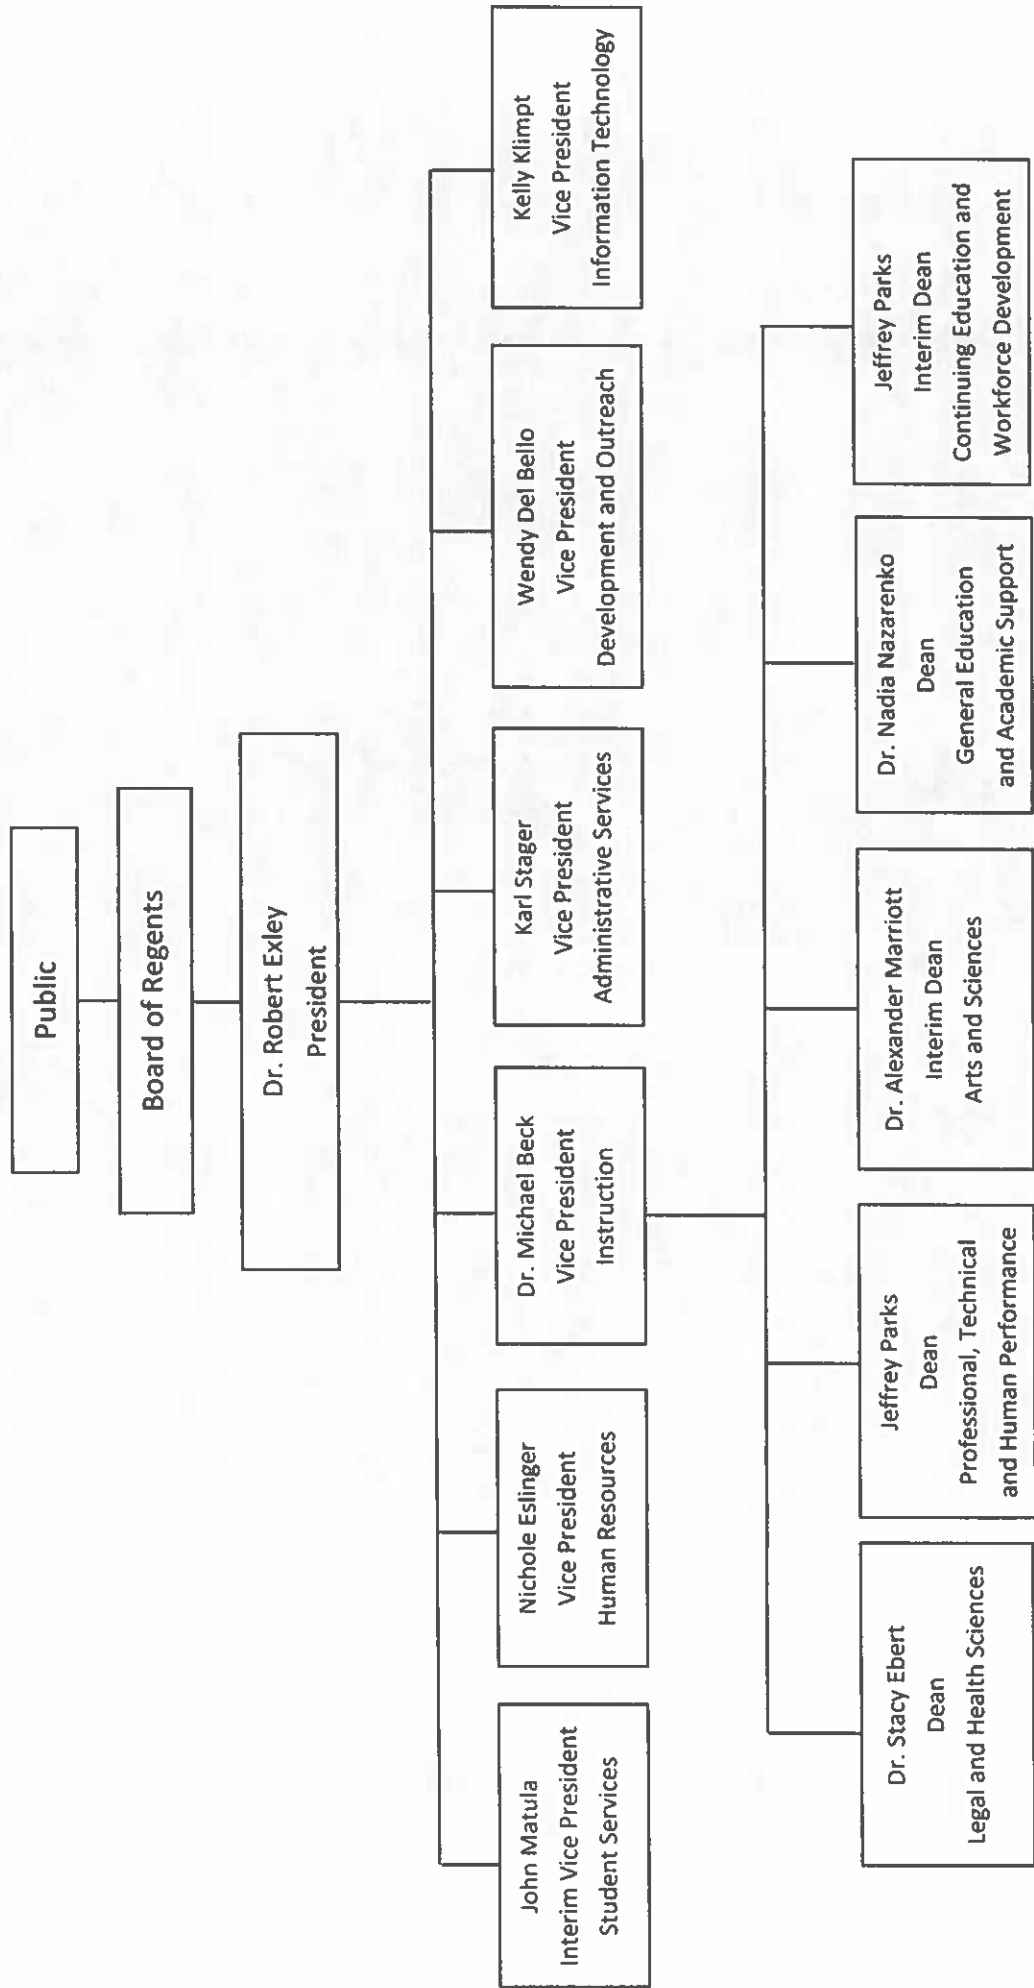 Public
Board of Regents
Dr. Robert Exley
President
John Matula
Interim Vice President
Student Services
Nichole Eslinger
Vice President
Human Resources
Dr. Michael Beck
Vice President
Instruction
Karl Stager
Vice President
Administrative Services
Wendy Del Bello
Vice President
Development and Outreach
Kelly Klimpt
Vice President
Information Technology
Dr. Stacy Ebert
Dean
Legal and Health Sciences
Jeffrey Parks
Dean
Professional, Technical
and Human Performance
Dr. Alexander Marriott
Interim Dean
Arts and Sciences
Dr. Nadia Nazarenko
Dean
General Education
and Academic Support
Jeffrey Parks
Interim Dean
Continuing Education and
Workforce Development